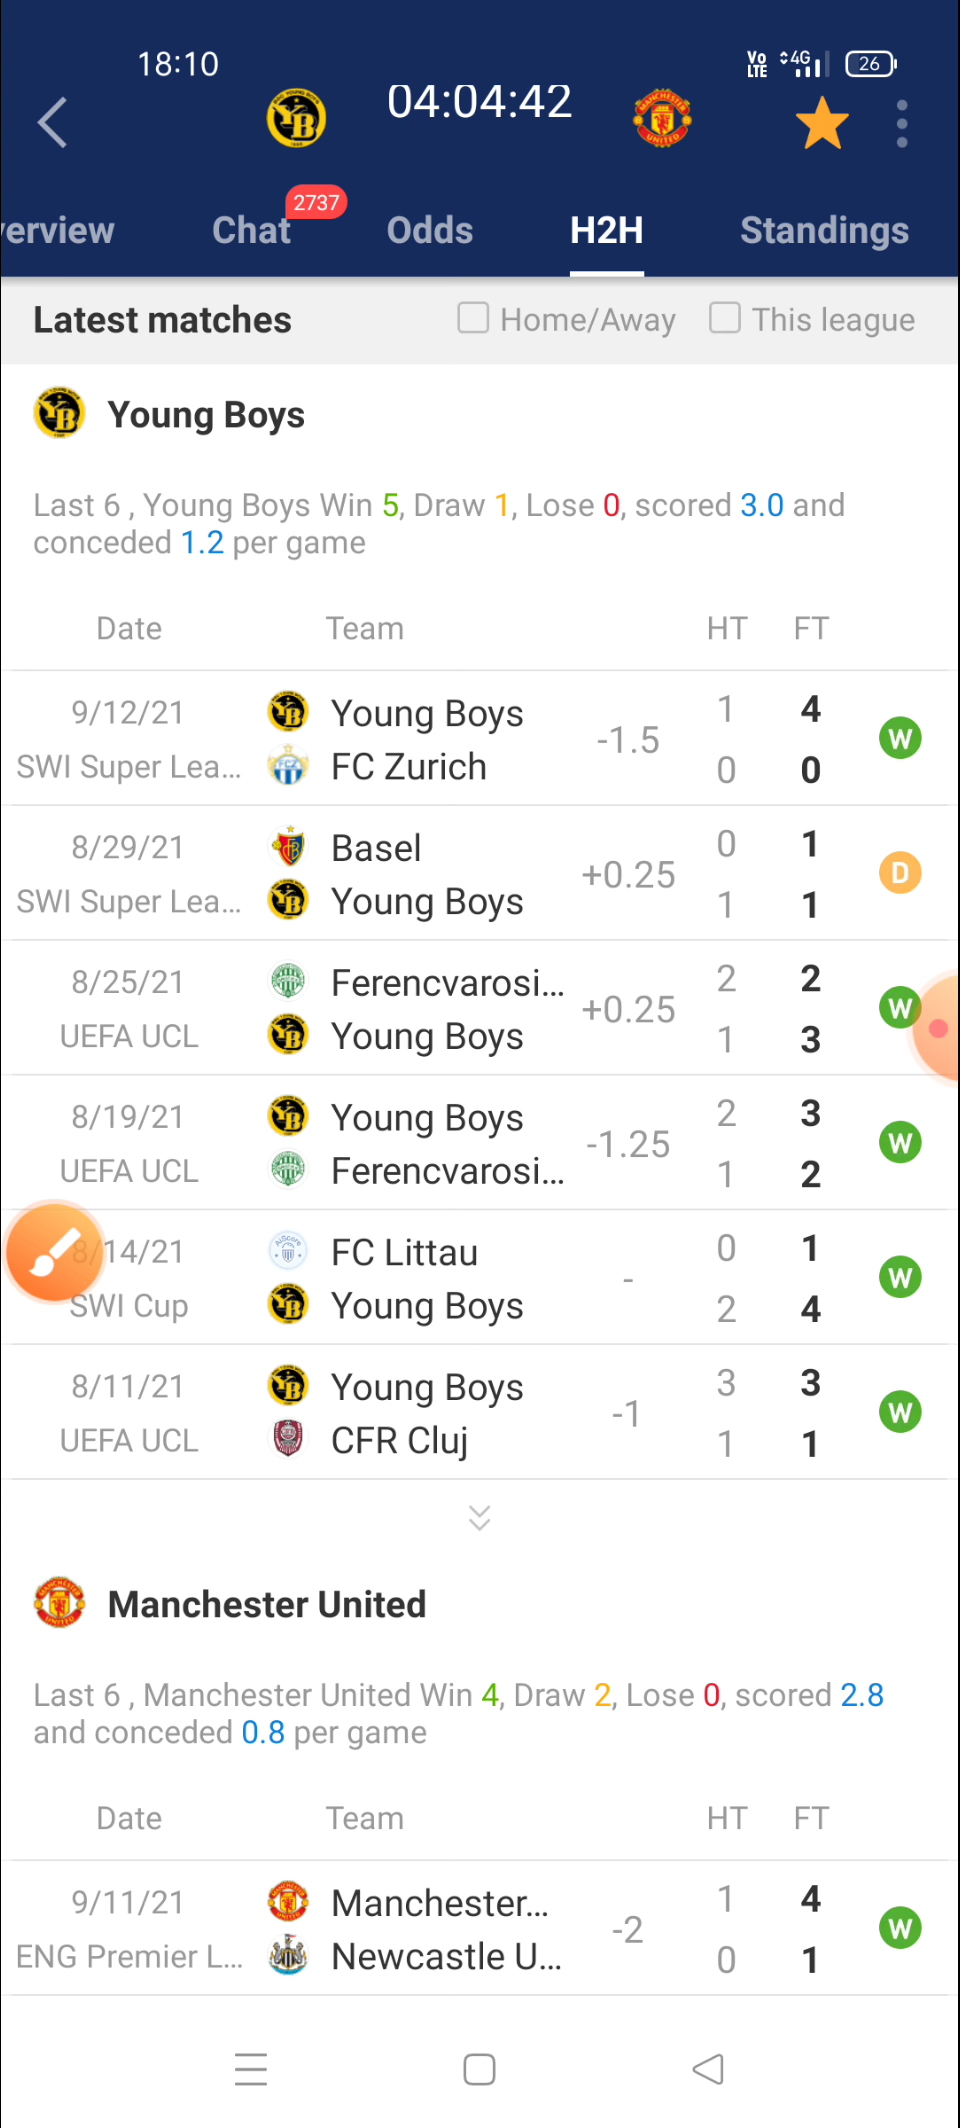 18:10
Vo LTE 4G 26
04:04:42
verview Chat 2737 Odds H2H Standings
Latest matches Home/Away This league
Young Boys
Last 6 , Young Boys Win 5, Draw 1, Lose 0, scored 3.0 and
conceded 1.2 per game
Date Team HT FT
9/12/21 Young Boys -1.5 1 4 W
SWI Super Lea... FC Zurich 0 0
8/29/21 Basel +0.25 0 1 D
SWI Super Lea... Young Boys 1 1
8/25/21 Ferencvarosi... +0.25 2 2 W
UEFA UCL Young Boys 1 3
8/19/21 Young Boys -1.25 2 3 W
UEFA UCL Ferencvarosi... 1 2
8/14/21 FC Littau - 0 1 W
SWI Cup Young Boys 2 4
8/11/21 Young Boys -1 3 3 W
UEFA UCL CFR Cluj 1 1
Manchester United
Last 6 , Manchester United Win 4, Draw 2, Lose 0, scored 2.8
and conceded 0.8 per game
Date Team HT FT
9/11/21 Manchester... -2 1 4 W
ENG Premier L... Newcastle U... 0 1